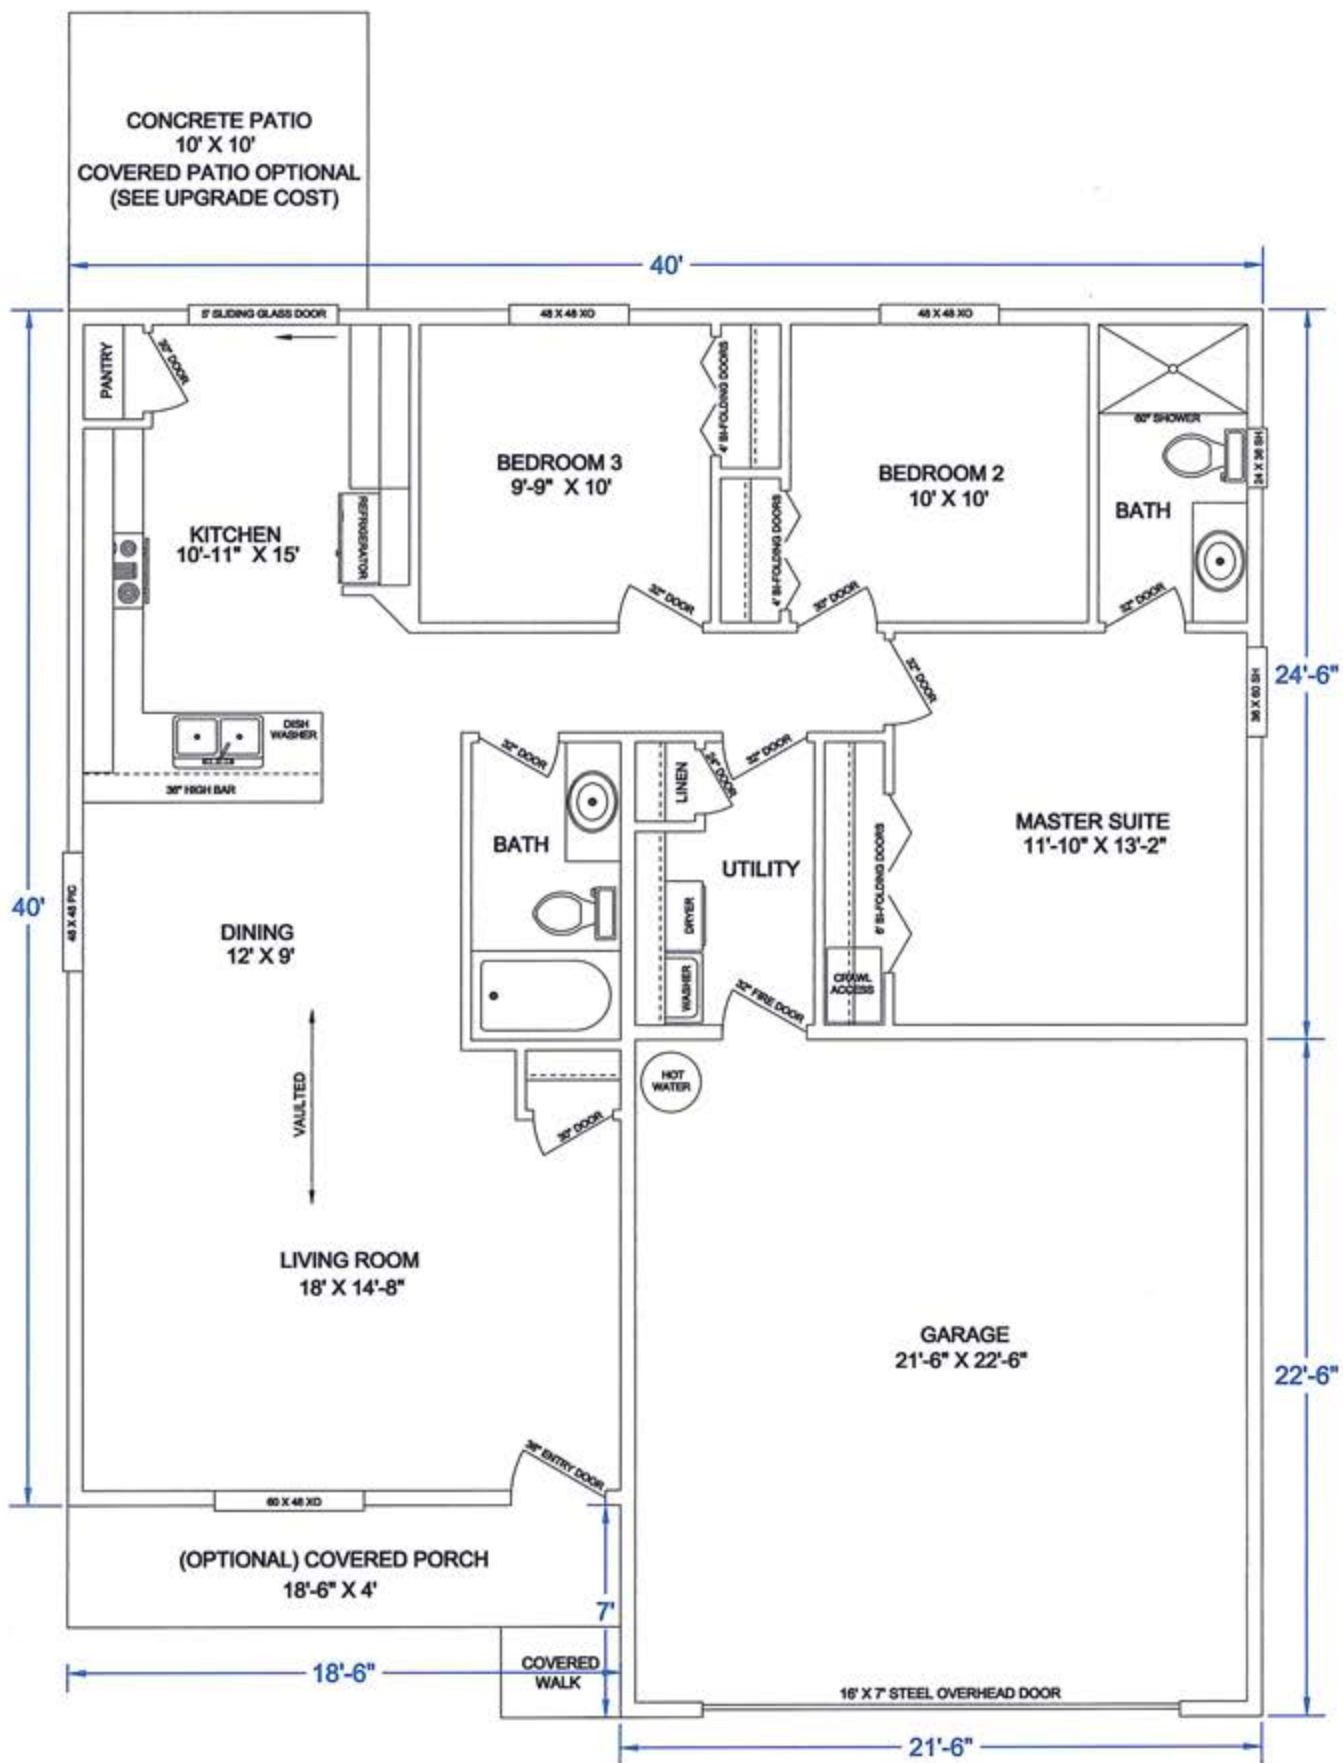 CONCRETE PATIO
10' X 10'
COVERED PATIO OPTIONAL
(SEE UPGRADE COST)
40'
5' SLIDING GLASS DOOR
48 X 48 XO
48 X 48 XO
PANTRY
30" DOOR
4' BI-FOLDING DOORS
60" SHOWER
24 X 36 SH
BEDROOM 3
9'-9" X 10'
BEDROOM 2
10' X 10'
BATH
KITCHEN
10'-11" X 15'
REFRIGERATOR
4' BI-FOLDING DOORS
32" DOOR
30" DOOR
32" DOOR
32" DOOR
36 X 60 SH
24'-6"
DISH
WASHER
36" HIGH BAR
32" DOOR
LINEN
24" DOOR
32" DOOR
BATH
UTILITY
MASTER SUITE
11'-10" X 13'-2"
6' BI-FOLDING DOORS
48 X 48 PIC
40'
DINING
12' X 9'
DRYER
WASHER
32" FIRE DOOR
CRAWL
ACCESS
VAULTED
HOT
WATER
30" DOOR
LIVING ROOM
18' X 14'-8"
GARAGE
21'-6" X 22'-6"
22'-6"
36" ENTRY DOOR
60 X 48 XO
(OPTIONAL) COVERED PORCH
18'-6" X 4'
7'
18'-6"
COVERED
WALK
16' X 7' STEEL OVERHEAD DOOR
21'-6"